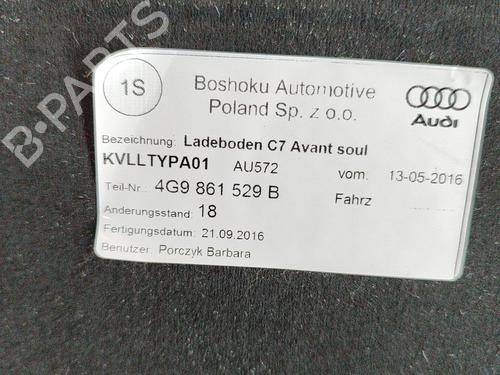 B-PARTS
1S
Boshoku Automotive
Poland Sp. z o.o.
Audi
Bezeichnung: Ladeboden C7 Avant soul
KVLLTYPA01 AU572 vom: 13-05-2016
Teil-Nr.: 4G9 861 529 B Fahrz
Änderungsstand: 18
Fertigungsdatum: 21.09.2016
Benutzer: Porczyk Barbara